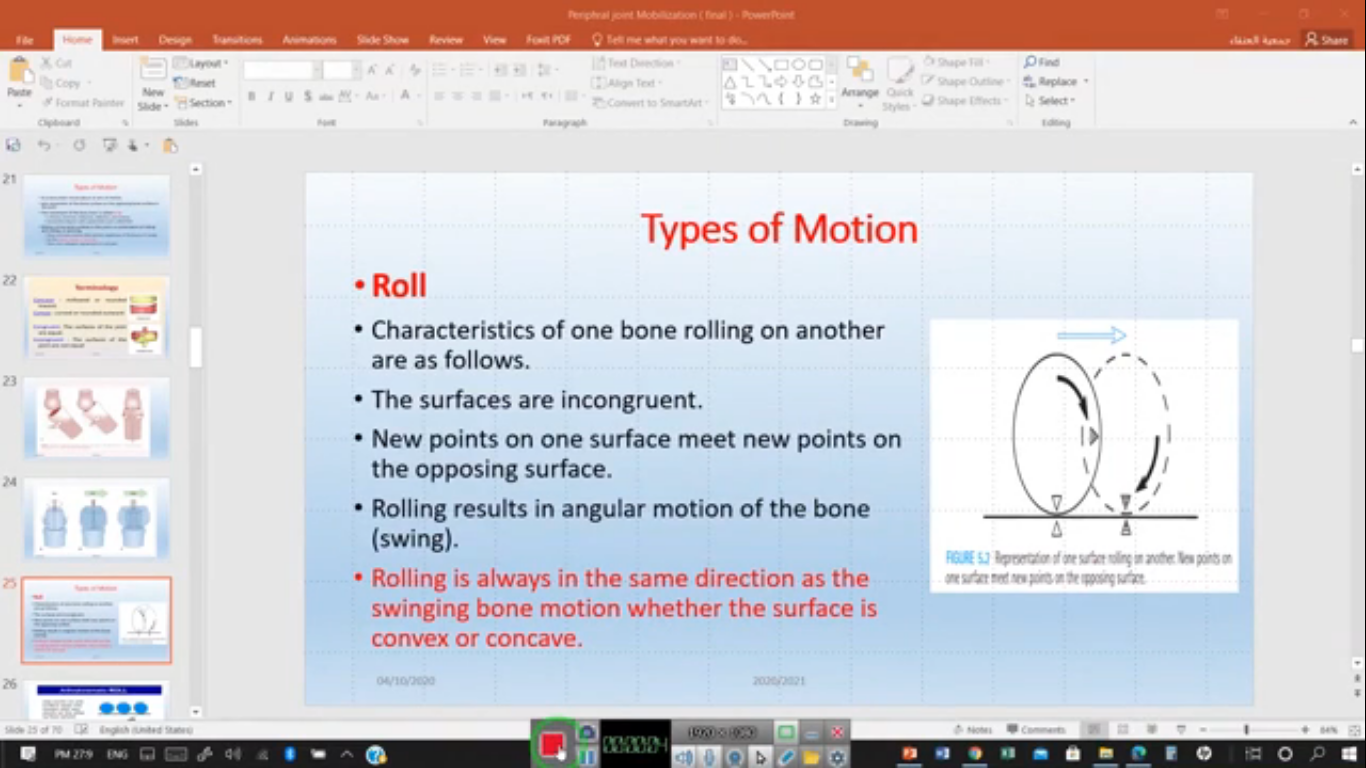 Peripheral joint Mobilization ( final ) - PowerPoint
File Home Insert Design Transitions Animations Slide Show Review View Foxit PDF Tell me what you want to do... Share
Cut
Copy
Format Painter
Paste
Clipboard
New Slide
Layout
Reset
Section
Slides
Font
Text Direction
Align Text
Convert to SmartArt
Paragraph
Arrange
Quick Styles
Shape Fill
Shape Outline
Shape Effects
Drawing
Find
Replace
Select
Editing
21
Types of Motion
22
Terminology
23
24
25
Types of Motion
26
Types of Motion
• Roll
• Characteristics of one bone rolling on another
are as follows.
• The surfaces are incongruent.
• New points on one surface meet new points on
the opposing surface.
• Rolling results in angular motion of the bone
(swing).
• Rolling is always in the same direction as the
swinging bone motion whether the surface is
convex or concave.
FIGURE 5.2 Representation of one surface rolling on another. New points on
one surface meet new points on the opposing surface.
04/10/2020 2020/2021
Slide 25 of 70 English (United States) Notes Comments 84%
PM 27:9 ENG
00:00:04
1920 x 1080